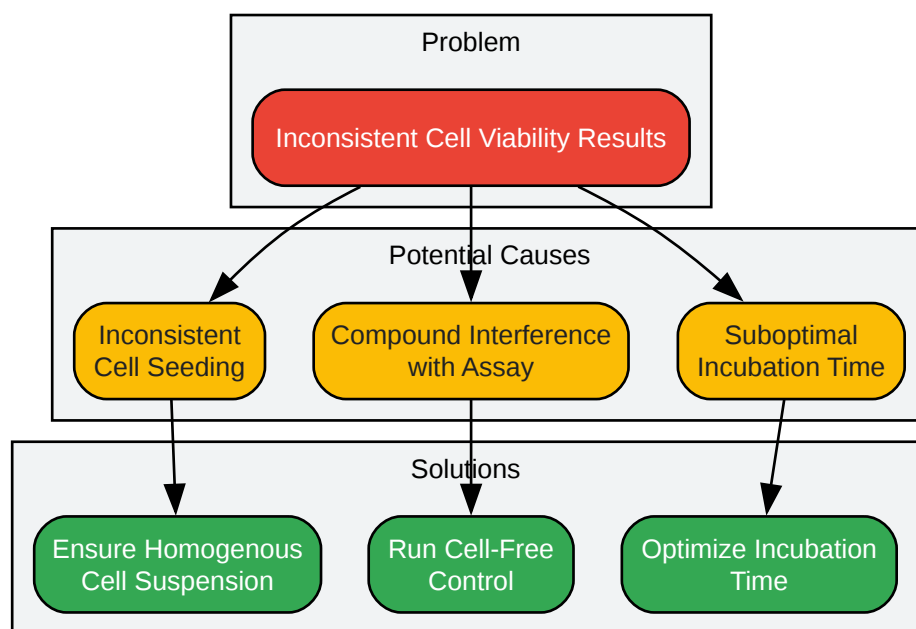 Problem
Inconsistent Cell Viability Results
Potential Causes
Inconsistent
Cell Seeding
Compound Interference
with Assay
Suboptimal
Incubation Time
Solutions
Ensure Homogenous
Cell Suspension
Run Cell-Free
Control
Optimize Incubation
Time